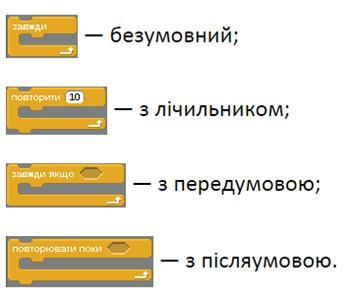 завжди — безумовний;
повторити 10 — з лічильником;
завжди якщо — з передумовою;
повторювати поки — з післяумовою.